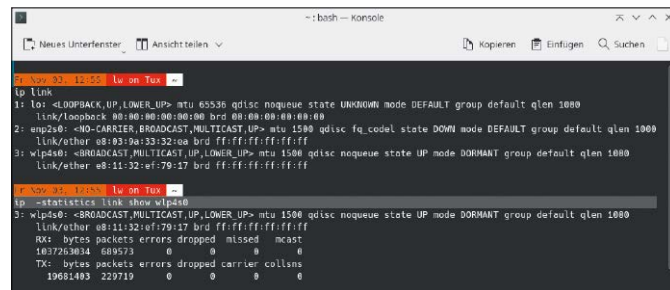 ~ : bash — Konsole
Neues Unterfenster Ansicht teilen Kopieren Einfügen Suchen
Fr Nov 03, 12:55 lw on Tux ~
ip link
1: lo: <LOOPBACK,UP,LOWER_UP> mtu 65536 qdisc noqueue state UNKNOWN mode DEFAULT group default qlen 1000
link/loopback 00:00:00:00:00:00 brd 00:00:00:00:00:00
2: enp2s0: <NO-CARRIER,BROADCAST,MULTICAST,UP> mtu 1500 qdisc fq_codel state DOWN mode DEFAULT group default qlen 1000
link/ether e8:03:9a:33:32:ea brd ff:ff:ff:ff:ff:ff
3: wlp4s0: <BROADCAST,MULTICAST,UP,LOWER_UP> mtu 1500 qdisc noqueue state UP mode DORMANT group default qlen 1000
link/ether e8:11:32:ef:79:17 brd ff:ff:ff:ff:ff:ff
Fr Nov 03, 12:55 lw on Tux ~
ip -statistics link show wlp4s0
3: wlp4s0: <BROADCAST,MULTICAST,UP,LOWER_UP> mtu 1500 qdisc noqueue state UP mode DORMANT group default qlen 1000
link/ether e8:11:32:ef:79:17 brd ff:ff:ff:ff:ff:ff
RX: bytes packets errors dropped missed mcast
1037263034 689573 0 0 0 0
TX: bytes packets errors dropped carrier collsns
19681403 229719 0 0 0 0